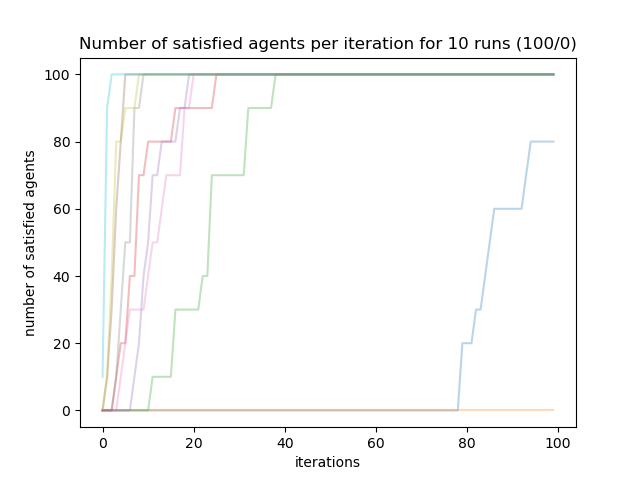 Number of satisfied agents per iteration for 10 runs (100/0)
100
80
60
40
20
0
number of satisfied agents
0 20 40 60 80 100
iterations